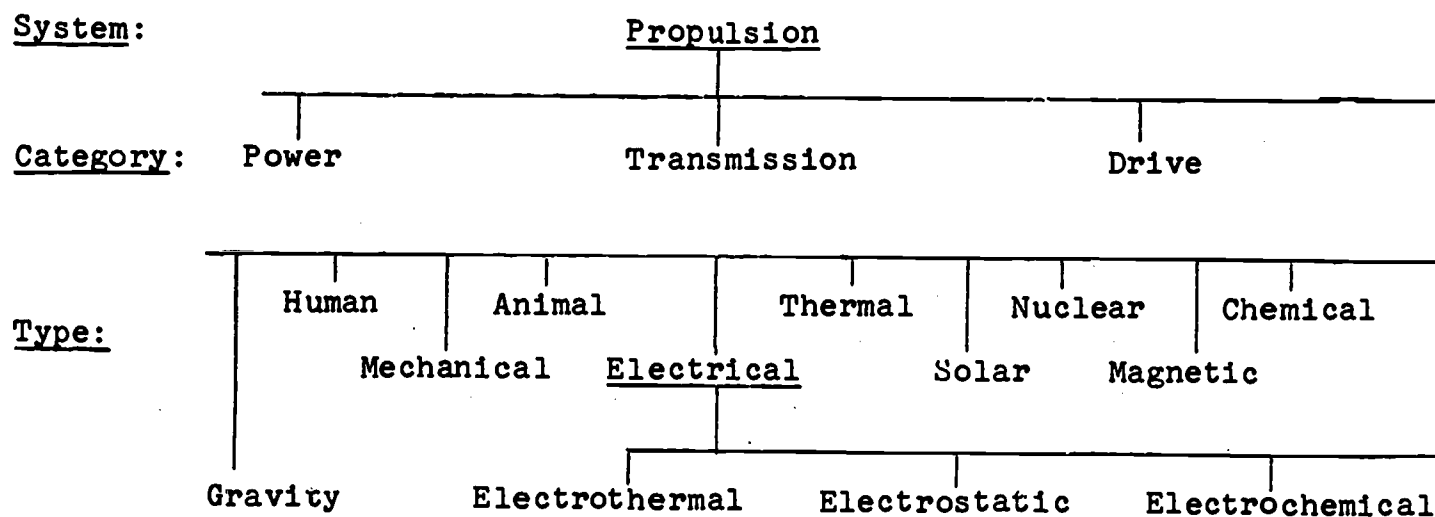 System: Propulsion
Category: Power Transmission Drive
Human Animal Thermal Nuclear Chemical
Type:
Mechanical Electrical Solar Magnetic
Gravity Electrothermal Electrostatic Electrochemical